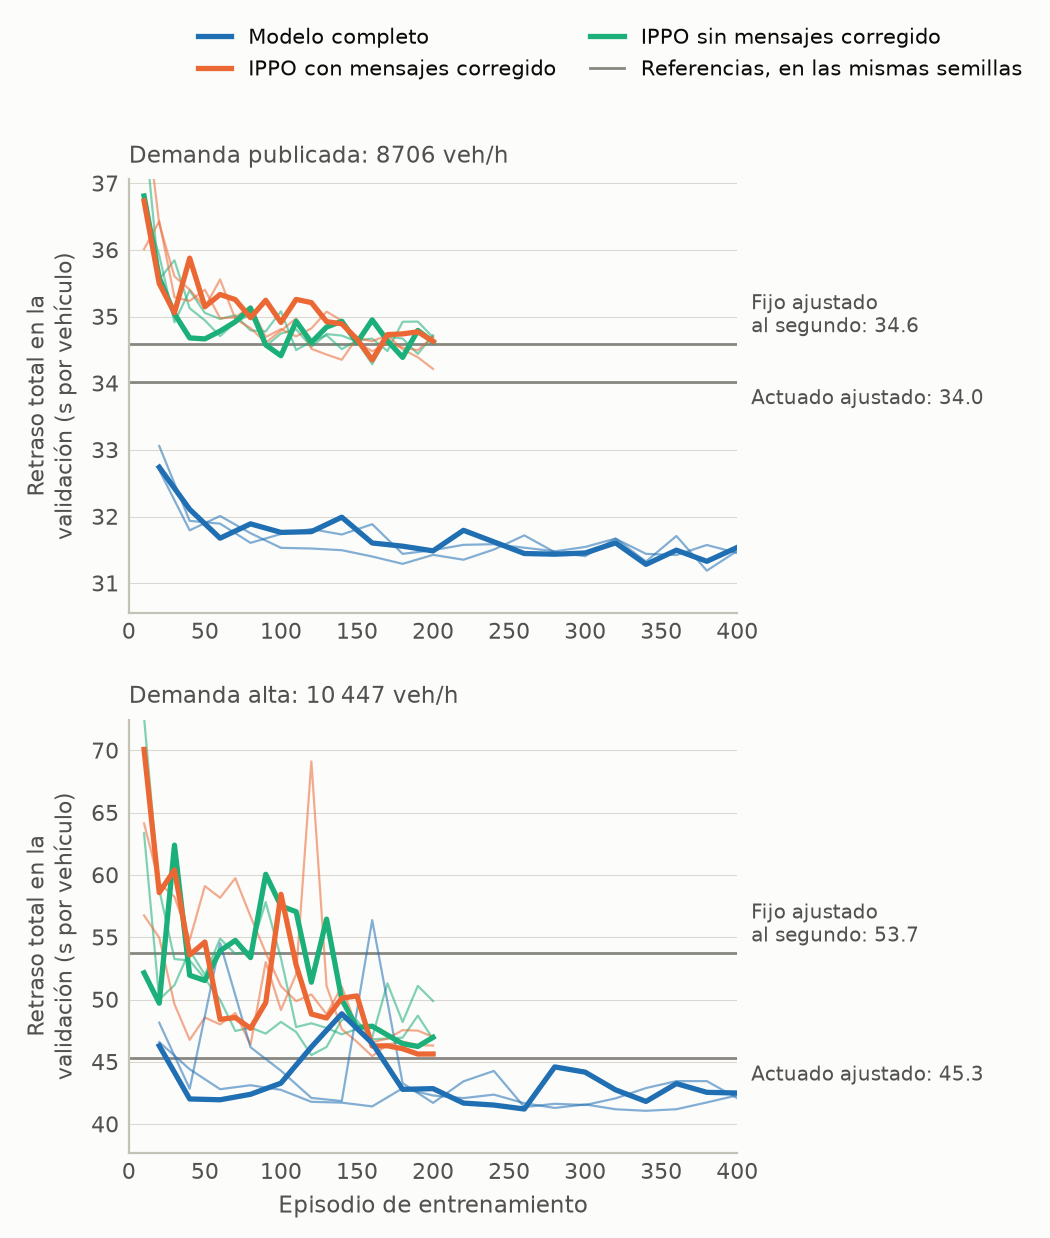 Modelo completo
IPPO con mensajes corregido
IPPO sin mensajes corregido
Referencias, en las mismas semillas
Demanda publicada: 8706 veh/h
Retraso total en la
validación (s por vehículo)
37
36
35
34
33
32
31
Fijo ajustado
al segundo: 34.6
Actuado ajustado: 34.0
0 50 100 150 200 250 300 350 400
Demanda alta: 10 447 veh/h
Retraso total en la
validación (s por vehículo)
70
65
60
55
50
45
40
Fijo ajustado
al segundo: 53.7
Actuado ajustado: 45.3
0 50 100 150 200 250 300 350 400
Episodio de entrenamiento